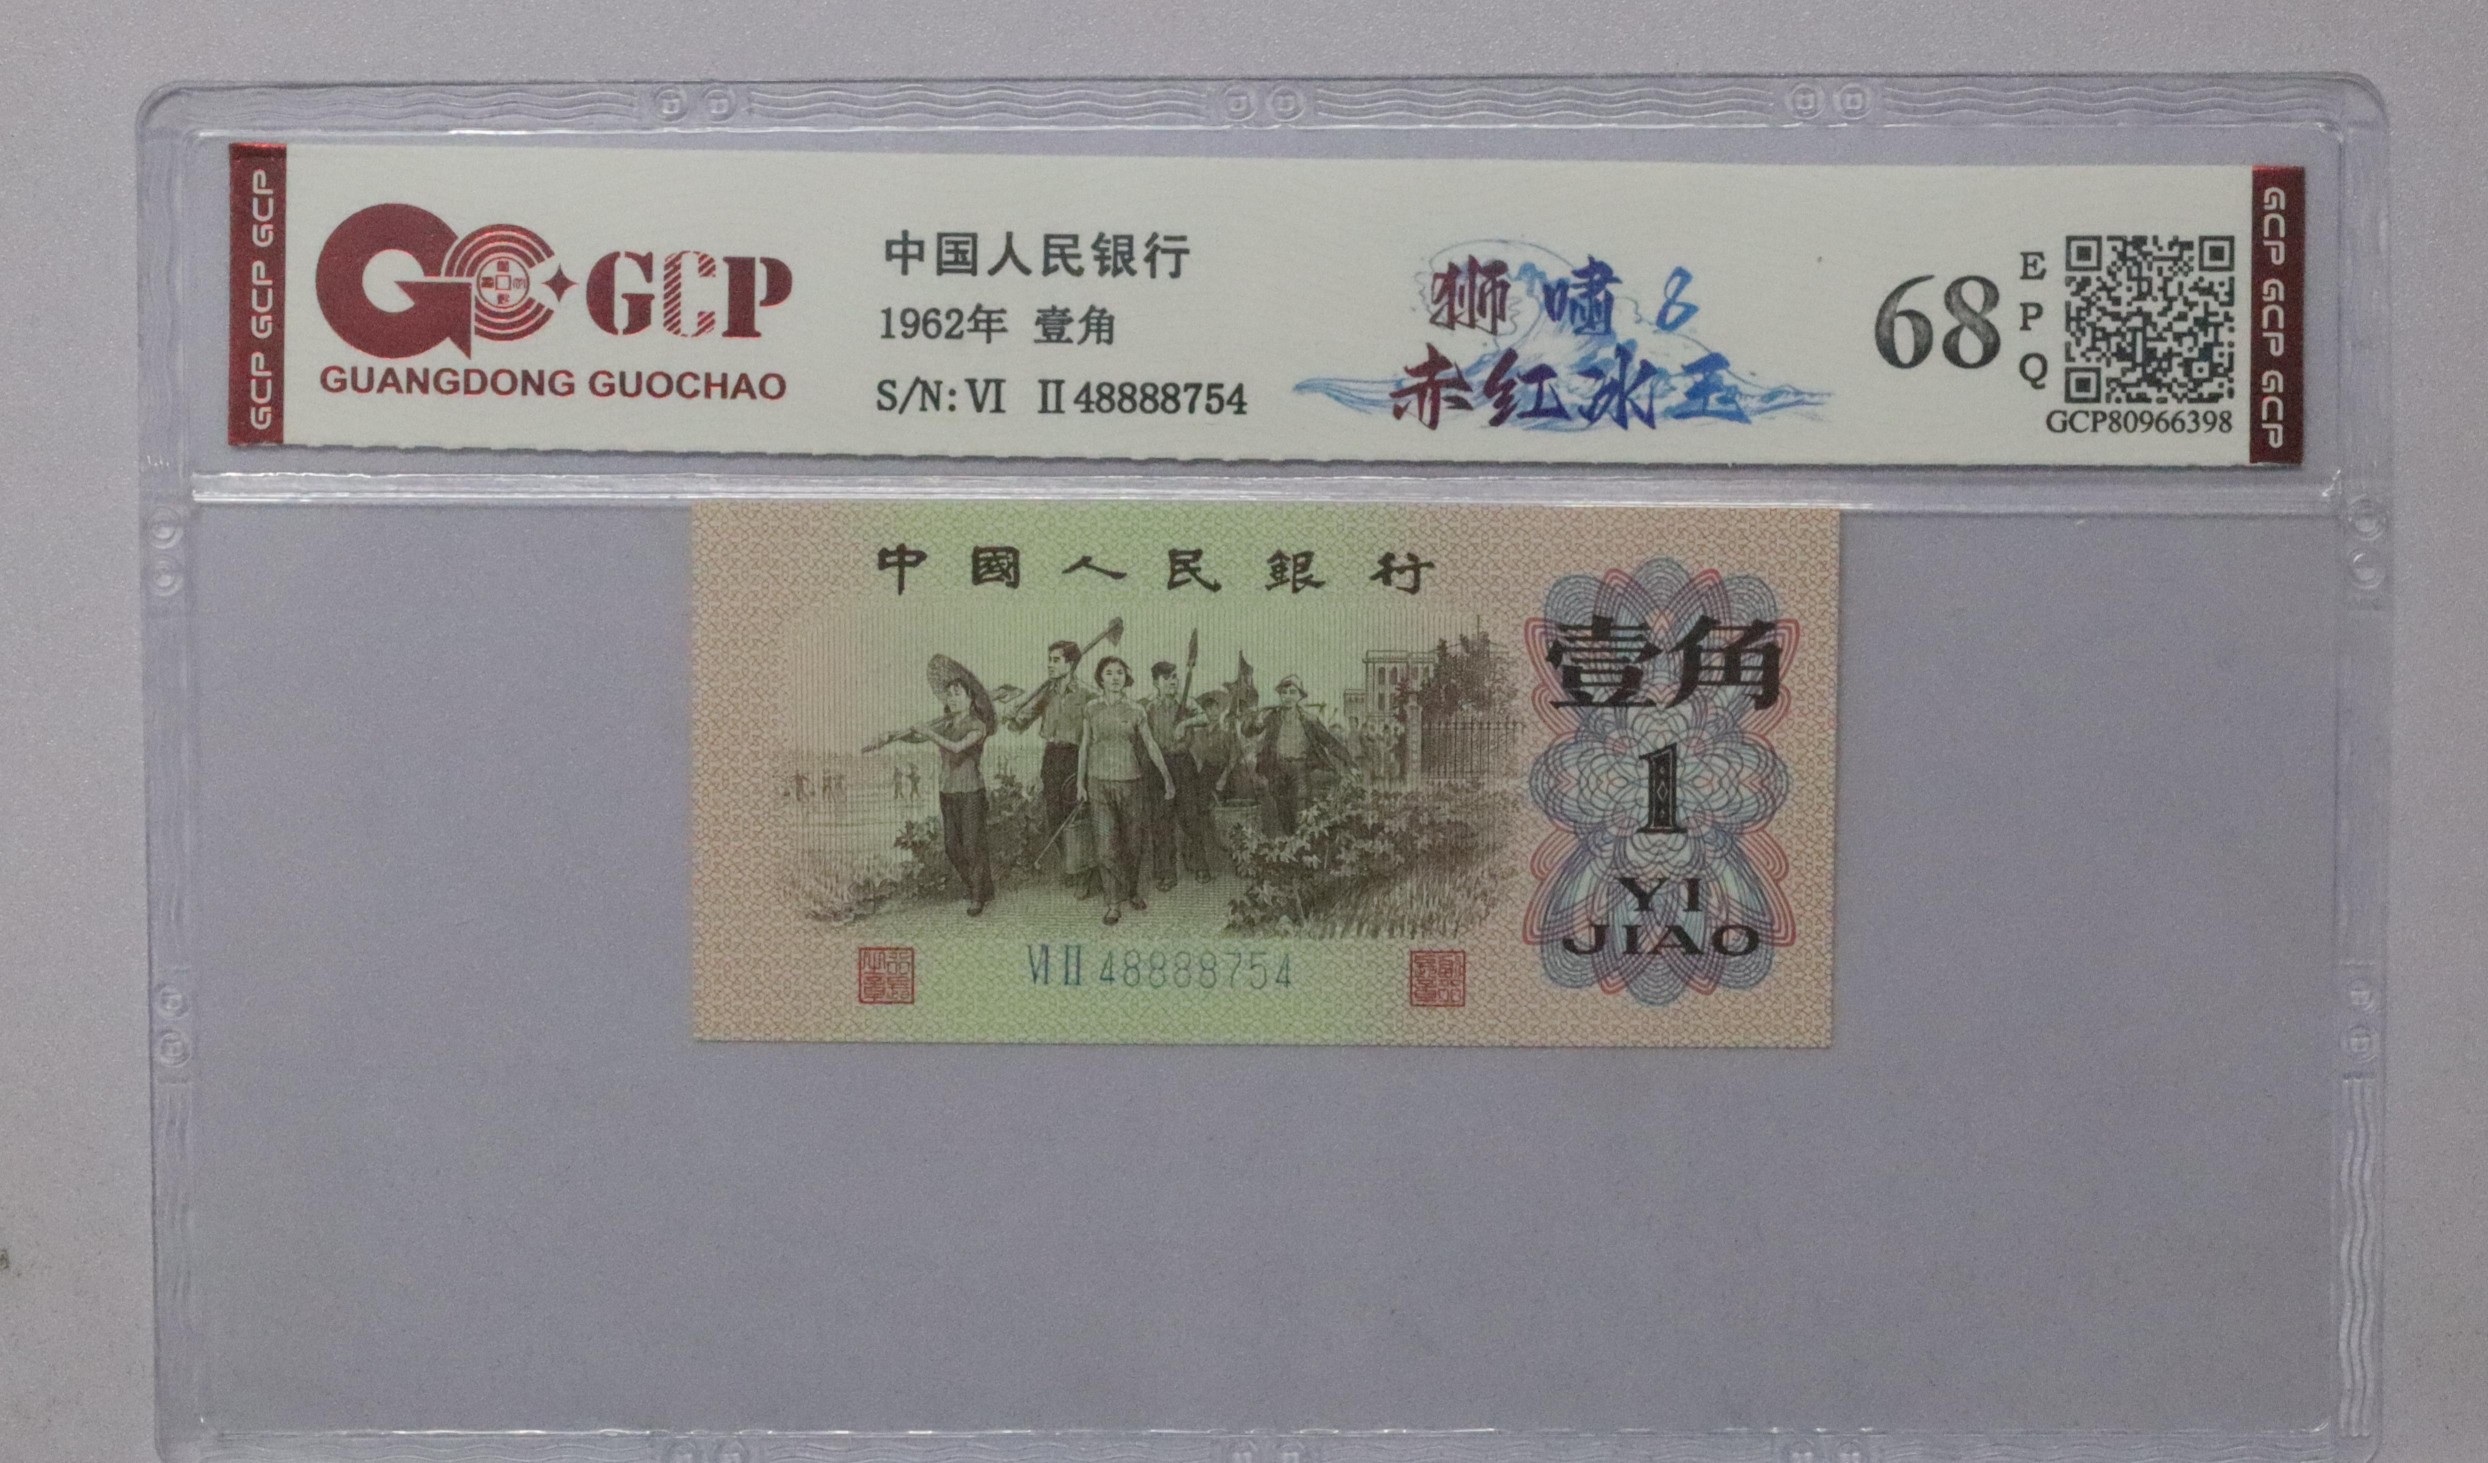 GCP GCP GCP
GCP
GUANGDONG GUOCHAO
中国人民银行
1962年 壹角
S/N: VI II 48888754
狮啸8
赤红冰玉
68
EPQ
GCP80966398
GCP GCP GCP
中國人民銀行
壹角
1
YI
JIAO
VI II 48888754